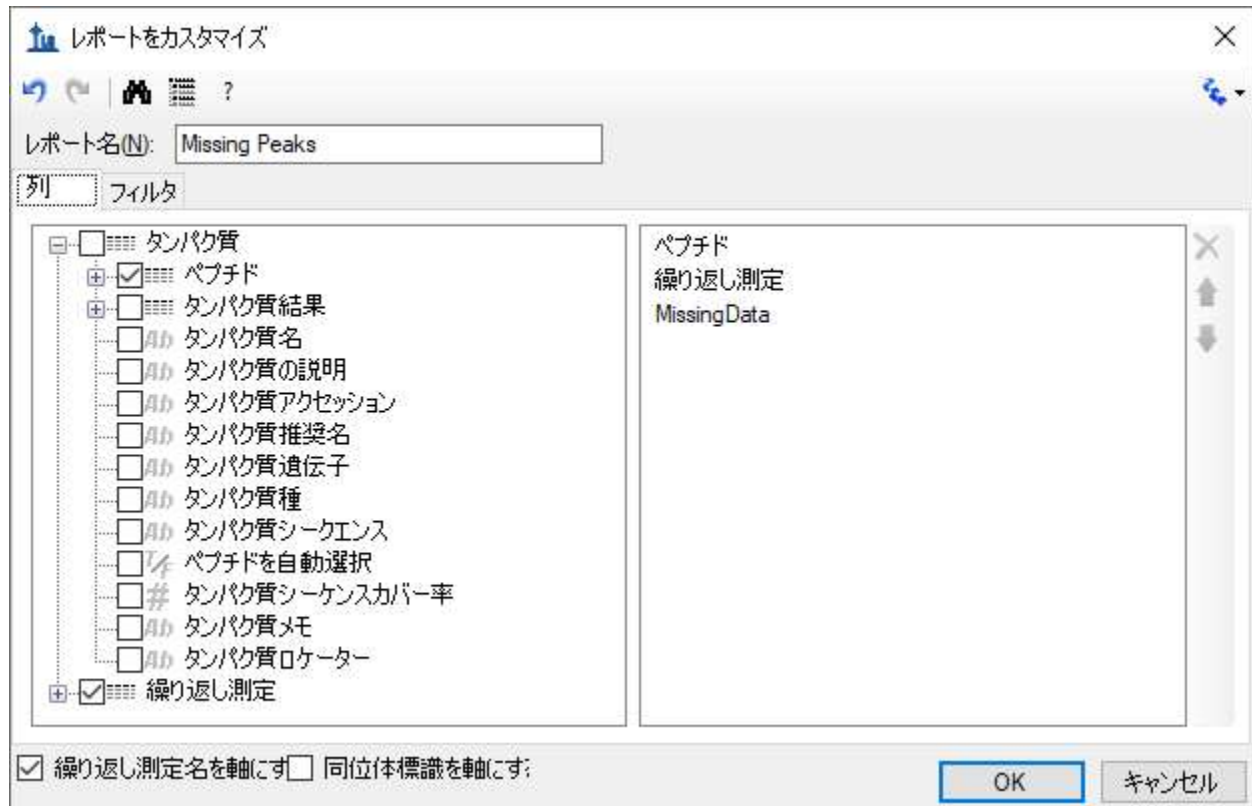 レポートをカスタマイズ
?
レポート名(N): Missing Peaks
列 フィルタ
タンパク質
ペプチド
タンパク質結果
Ab タンパク質名
Ab タンパク質の説明
Ab タンパク質アクセッション
Ab タンパク質推奨名
Ab タンパク質遺伝子
Ab タンパク質種
Ab タンパク質シークエンス
T/F ペプチドを自動選択
# タンパク質シーケンスカバー率
Ab タンパク質メモ
Ab タンパク質ロケーター
繰り返し測定
ペプチド
繰り返し測定
MissingData
繰り返し測定名を軸にす 同位体標識を軸にす
OK キャンセル